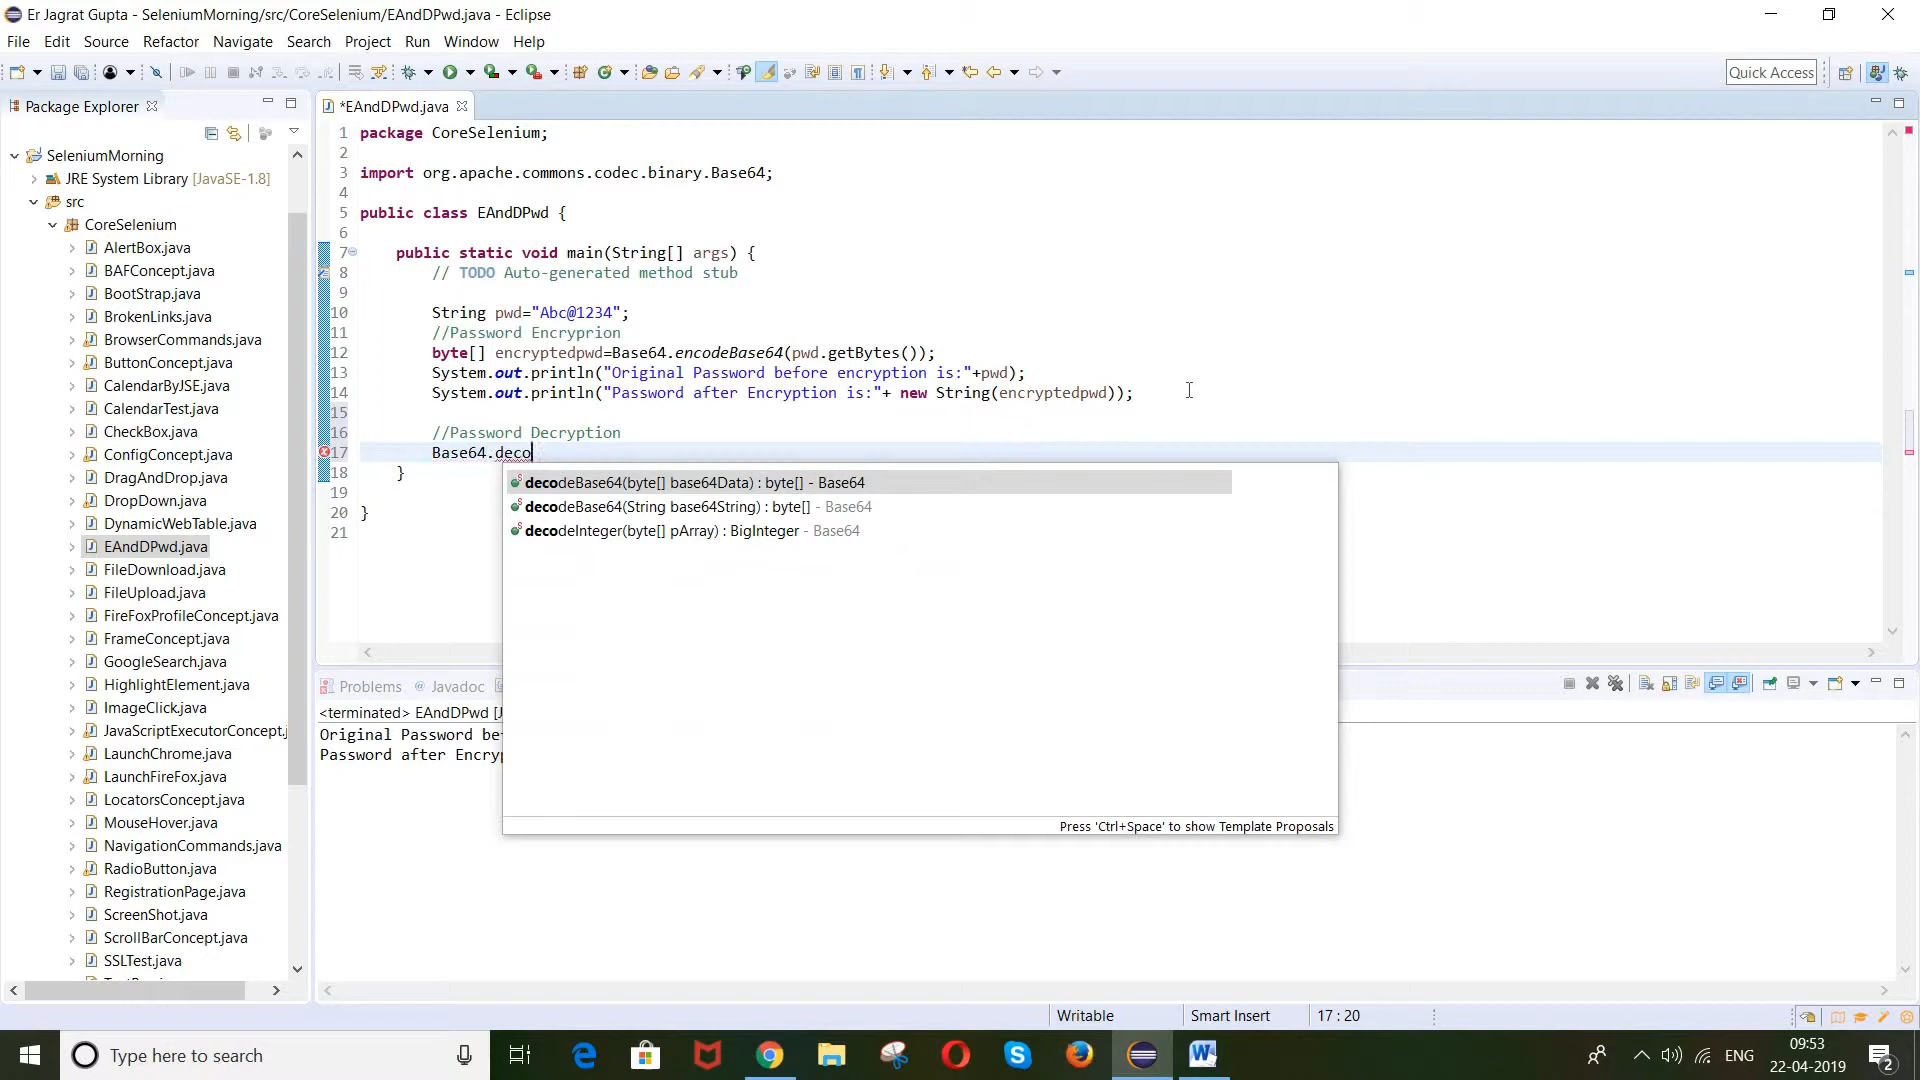 Er Jagrat Gupta - SeleniumMorning/src/CoreSelenium/EAndDPwd.java - Eclipse
File Edit Source Refactor Navigate Search Project Run Window Help
Quick Access
Package Explorer
*EAndDPwd.java
SeleniumMorning
JRE System Library [JavaSE-1.8]
src
CoreSelenium
AlertBox.java
BAFConcept.java
BootStrap.java
BrokenLinks.java
BrowserCommands.java
ButtonConcept.java
CalendarByJSE.java
CalendarTest.java
CheckBox.java
ConfigConcept.java
DragAndDrop.java
DropDown.java
DynamicWebTable.java
EAndDPwd.java
FileDownload.java
FileUpload.java
FireFoxProfileConcept.java
FrameConcept.java
GoogleSearch.java
HighlightElement.java
ImageClick.java
JavaScriptExecutorConcept.j
LaunchChrome.java
LaunchFireFox.java
LocatorsConcept.java
MouseHover.java
NavigationCommands.java
RadioButton.java
RegistrationPage.java
ScreenShot.java
ScrollBarConcept.java
SSLTest.java
1 package CoreSelenium;
2
3 import org.apache.commons.codec.binary.Base64;
4
5 public class EAndDPwd {
6
7 public static void main(String[] args) {
8 // TODO Auto-generated method stub
9
10 String pwd="Abc@1234";
11 //Password Encryprion
12 byte[] encryptedpwd=Base64.encodeBase64(pwd.getBytes());
13 System.out.println("Original Password before encryption is:"+pwd);
14 System.out.println("Password after Encryption is:"+ new String(encryptedpwd));
15
16 //Password Decryption
17 Base64.deco
18 }
19
20 }
21
decodeBase64(byte[] base64Data) : byte[] - Base64
decodeBase64(String base64String) : byte[] - Base64
decodeInteger(byte[] pArray) : BigInteger - Base64
Press 'Ctrl+Space' to show Template Proposals
Problems Javadoc
<terminated> EAndDPwd [J
Original Password be
Password after Encry
Writable Smart Insert 17 : 20
Type here to search
ENG
09:53
22-04-2019
2